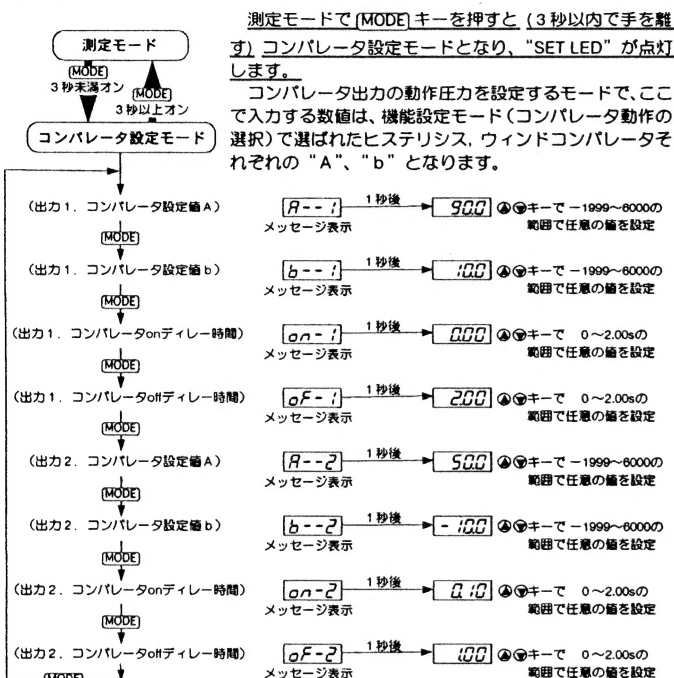 測定モードで MODE キーを押すと (3秒以内で手を離
す) コンパレータ設定モードとなり、“SET LED” が点灯
します。
コンパレータ出力の動作圧力を設定するモードで、ここ
で入力する数値は、機能設定モード(コンパレータ動作の
選択)で選ばれたヒステリシス, ウィンドコンパレータそ
れぞれの “A”、“b” となります。
測定モード
MODE
3秒未満オン
MODE
3秒以上オン
コンパレータ設定モード
(出力1. コンパレータ設定値A)
A--1
1秒後
90.0
キーで −1999〜6000の
メッセージ表示
範囲で任意の値を設定
MODE
(出力1. コンパレータ設定値b)
b--1
1秒後
10.0
キーで −1999〜6000の
メッセージ表示
範囲で任意の値を設定
MODE
(出力1. コンパレータonディレー時間)
on-1
1秒後
0.00
キーで 0〜2.00sの
メッセージ表示
範囲で任意の値を設定
MODE
(出力1. コンパレータoffディレー時間)
oF-1
1秒後
2.00
キーで 0〜2.00sの
メッセージ表示
範囲で任意の値を設定
MODE
(出力2. コンパレータ設定値A)
A--2
1秒後
50.0
キーで −1999〜6000の
メッセージ表示
範囲で任意の値を設定
MODE
(出力2. コンパレータ設定値b)
b--2
1秒後
-10.0
キーで −1999〜6000の
メッセージ表示
範囲で任意の値を設定
MODE
(出力2. コンパレータonディレー時間)
on-2
1秒後
0.10
キーで 0〜2.00sの
メッセージ表示
範囲で任意の値を設定
MODE
(出力2. コンパレータoffディレー時間)
oF-2
1秒後
1.00
キーで 0〜2.00sの
メッセージ表示
範囲で任意の値を設定
MODE